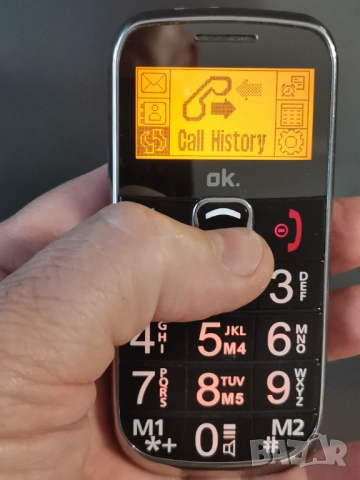 Call History
ok.
3 DEF
4 GHI
5 JKL M4
6 MNO
7 PQRS
8 TUV M5
9 WXYZ
M1
*+
0
M2
#
BAZAR